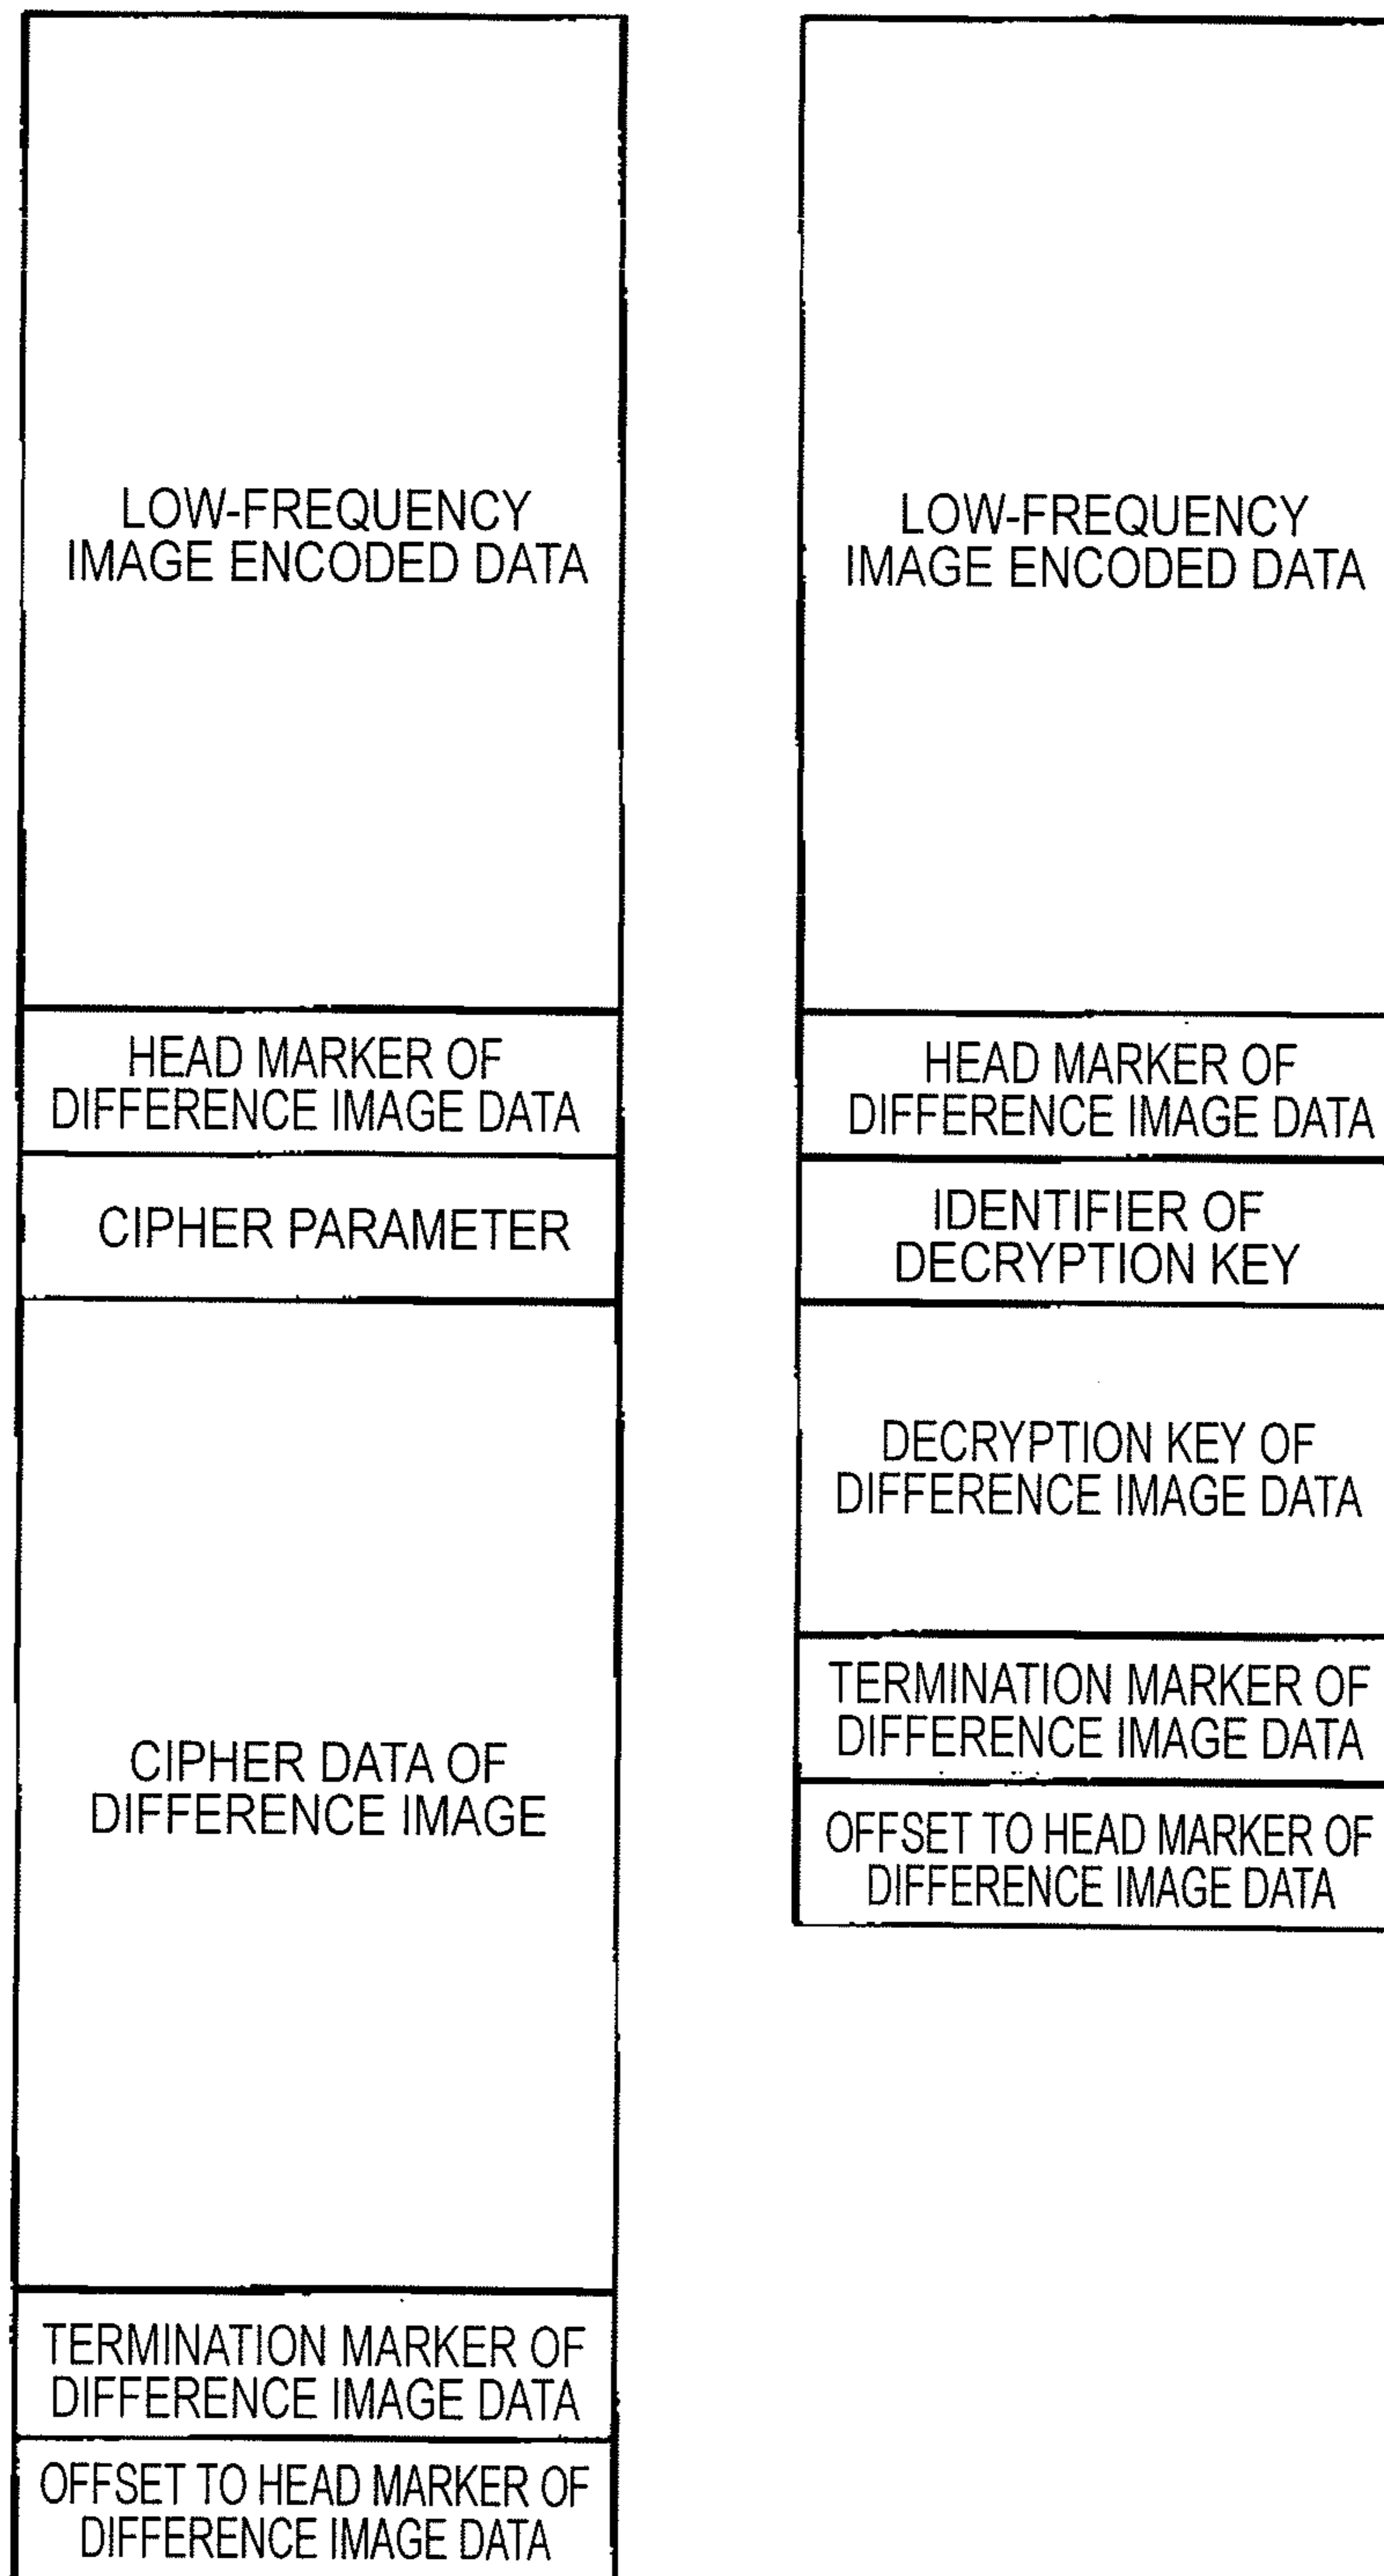 LOW-FREQUENCY
IMAGE ENCODED DATA
HEAD MARKER OF
DIFFERENCE IMAGE DATA
CIPHER PARAMETER
CIPHER DATA OF
DIFFERENCE IMAGE
TERMINATION MARKER OF
DIFFERENCE IMAGE DATA
OFFSET TO HEAD MARKER OF
DIFFERENCE IMAGE DATA
LOW-FREQUENCY
IMAGE ENCODED DATA
HEAD MARKER OF
DIFFERENCE IMAGE DATA
IDENTIFIER OF
DECRYPTION KEY
DECRYPTION KEY OF
DIFFERENCE IMAGE DATA
TERMINATION MARKER OF
DIFFERENCE IMAGE DATA
OFFSET TO HEAD MARKER OF
DIFFERENCE IMAGE DATA